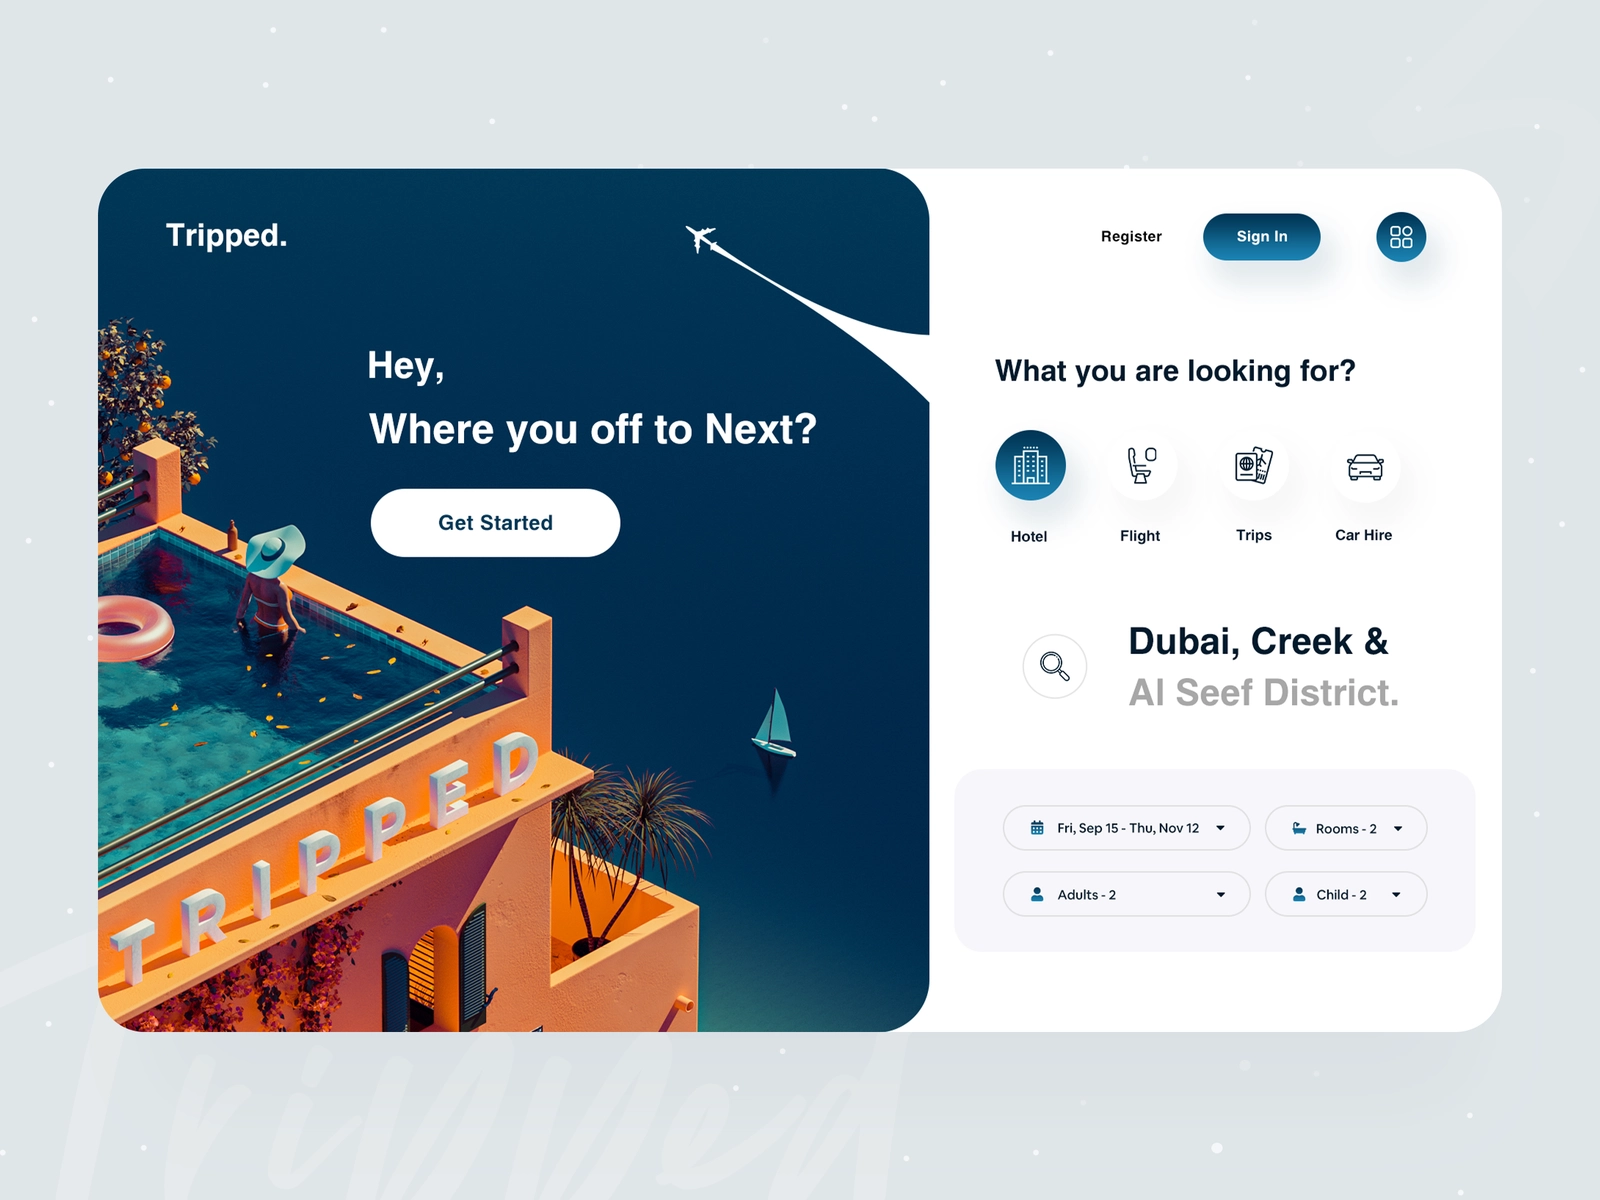 Tripped.
Register
Sign In
Hey,
Where you off to Next?
Get Started
What you are looking for?
Hotel
Flight
Trips
Car Hire
Dubai, Creek &
Al Seef District.
Fri, Sep 15 - Thu, Nov 12
Rooms - 2
Adults - 2
Child - 2
TRIPPED
Tripped